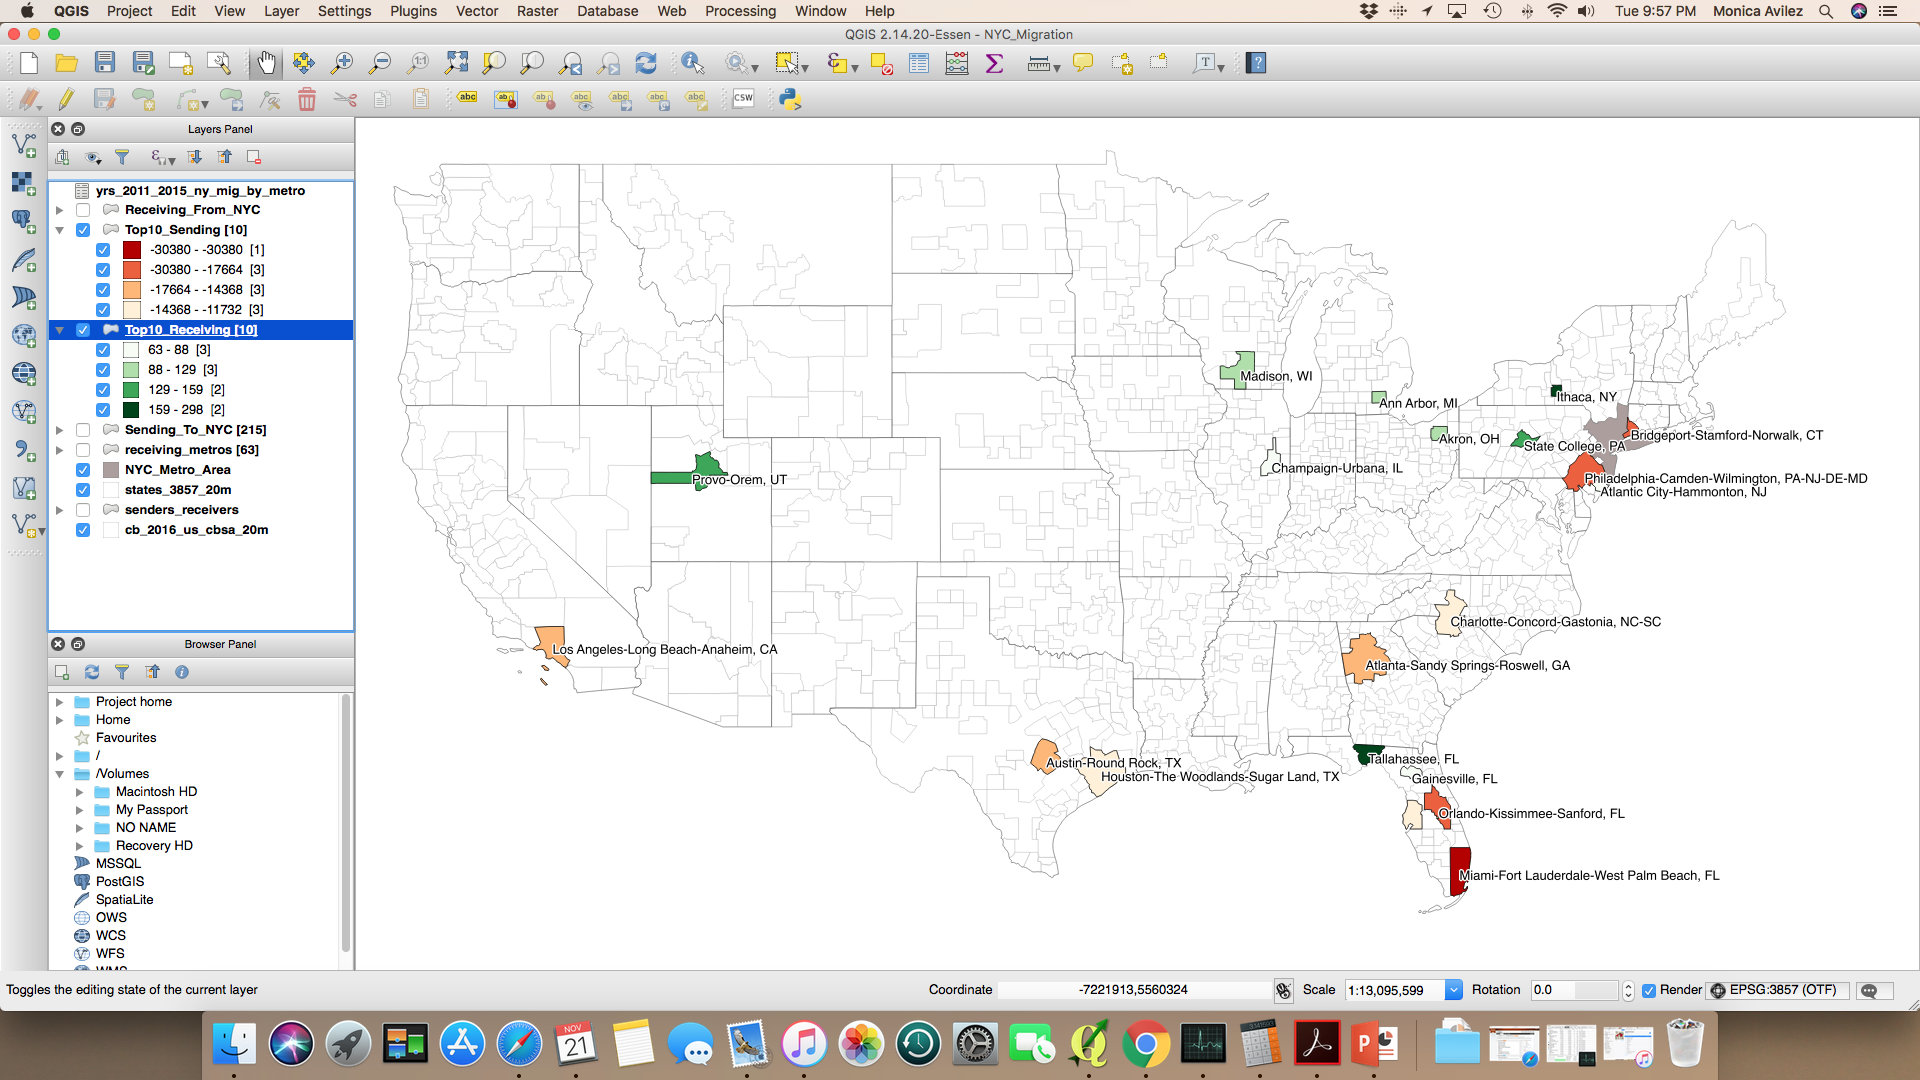 QGIS Project Edit View Layer Settings Plugins Vector Raster Database Web Processing Window Help Tue 9:57 PM Monica Avilez
QGIS 2.14.20-Essen - NYC_Migration
Layers Panel
yrs_2011_2015_ny_mig_by_metro
Receiving_From_NYC
Top10_Sending [10]
-30380 - -30380 [1]
-30380 - -17664 [3]
-17664 - -14368 [3]
-14368 - -11732 [3]
Top10_Receiving [10]
63 - 88 [3]
88 - 129 [3]
129 - 159 [2]
159 - 298 [2]
Sending_To_NYC [215]
receiving_metros [63]
NYC_Metro_Area
states_3857_20m
senders_receivers
cb_2016_us_cbsa_20m
Browser Panel
Project home
Home
Favourites
/
/Volumes
Macintosh HD
My Passport
NO NAME
Recovery HD
MSSQL
PostGIS
SpatiaLite
OWS
WCS
WFS
Madison, WI
Ann Arbor, MI
Ithaca, NY
Akron, OH
State College, PA
Bridgeport-Stamford-Norwalk, CT
Champaign-Urbana, IL
Provo-Orem, UT
Philadelphia-Camden-Wilmington, PA-NJ-DE-MD
Atlantic City-Hammonton, NJ
Charlotte-Concord-Gastonia, NC-SC
Los Angeles-Long Beach-Anaheim, CA
Atlanta-Sandy Springs-Roswell, GA
Austin-Round Rock, TX
Houston-The Woodlands-Sugar Land, TX
Tallahassee, FL
Gainesville, FL
Orlando-Kissimmee-Sanford, FL
Miami-Fort Lauderdale-West Palm Beach, FL
Toggles the editing state of the current layer
Coordinate -7221913,5560324 Scale 1:13,095,599 Rotation 0.0 Render EPSG:3857 (OTF)
NOV
21